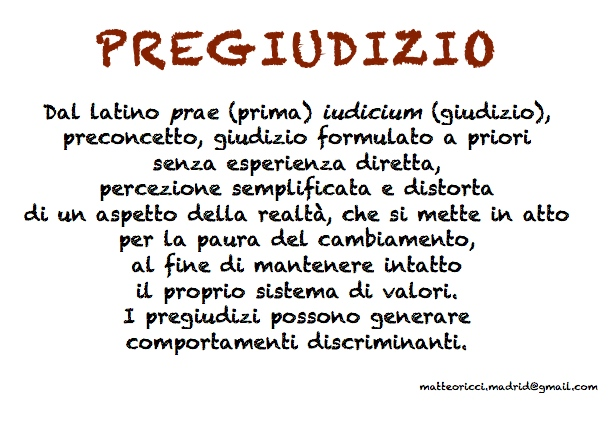 PREGIUDIZIO
Dal latino prae (prima) iudicium (giudizio),
preconcetto, giudizio formulato a priori
senza esperienza diretta,
percezione semplificata e distorta
di un aspetto della realtà, che si mette in atto
per la paura del cambiamento,
al fine di mantenere intatto
il proprio sistema di valori.
I pregiudizi possono generare
comportamenti discriminanti.
matteoricci.madrid@gmail.com